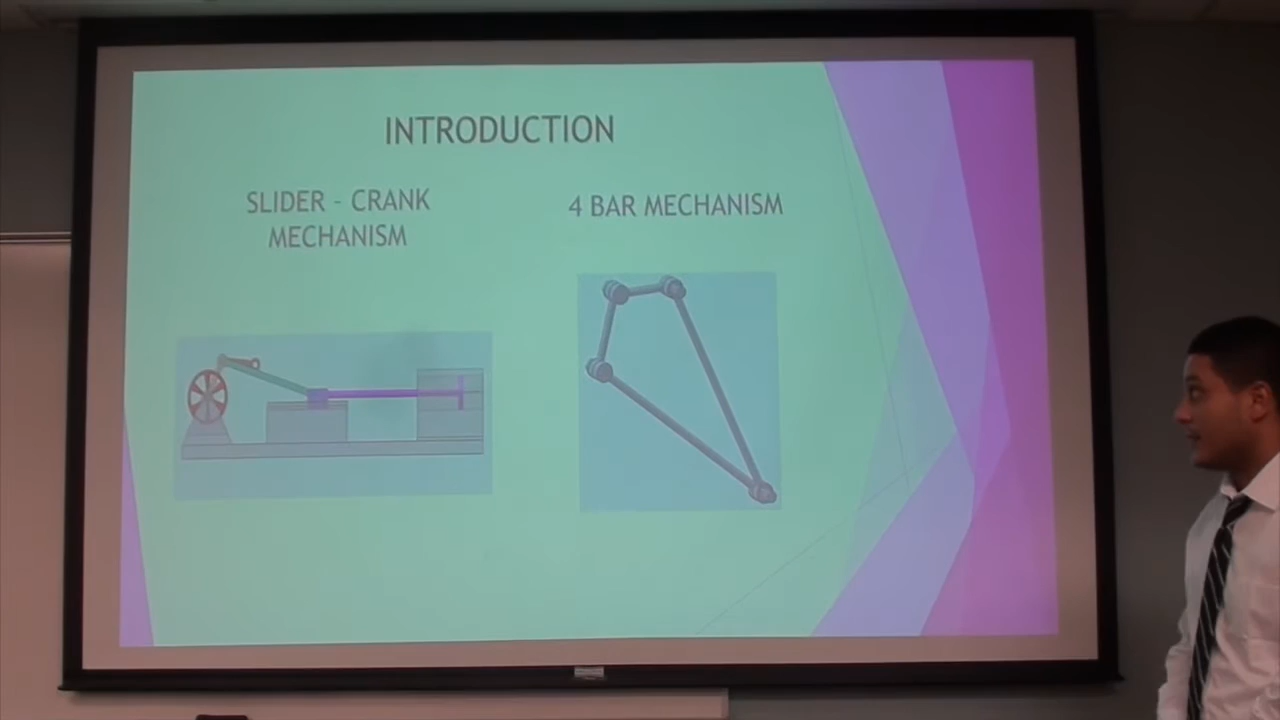 INTRODUCTION
SLIDER - CRANK
MECHANISM
4 BAR MECHANISM